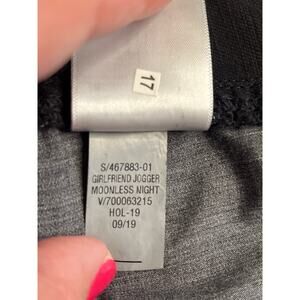 17
S/467883-01
GIRLFRIEND JOGGER
MOONLESS NIGHT
V/700063215
HOL-19
09/19